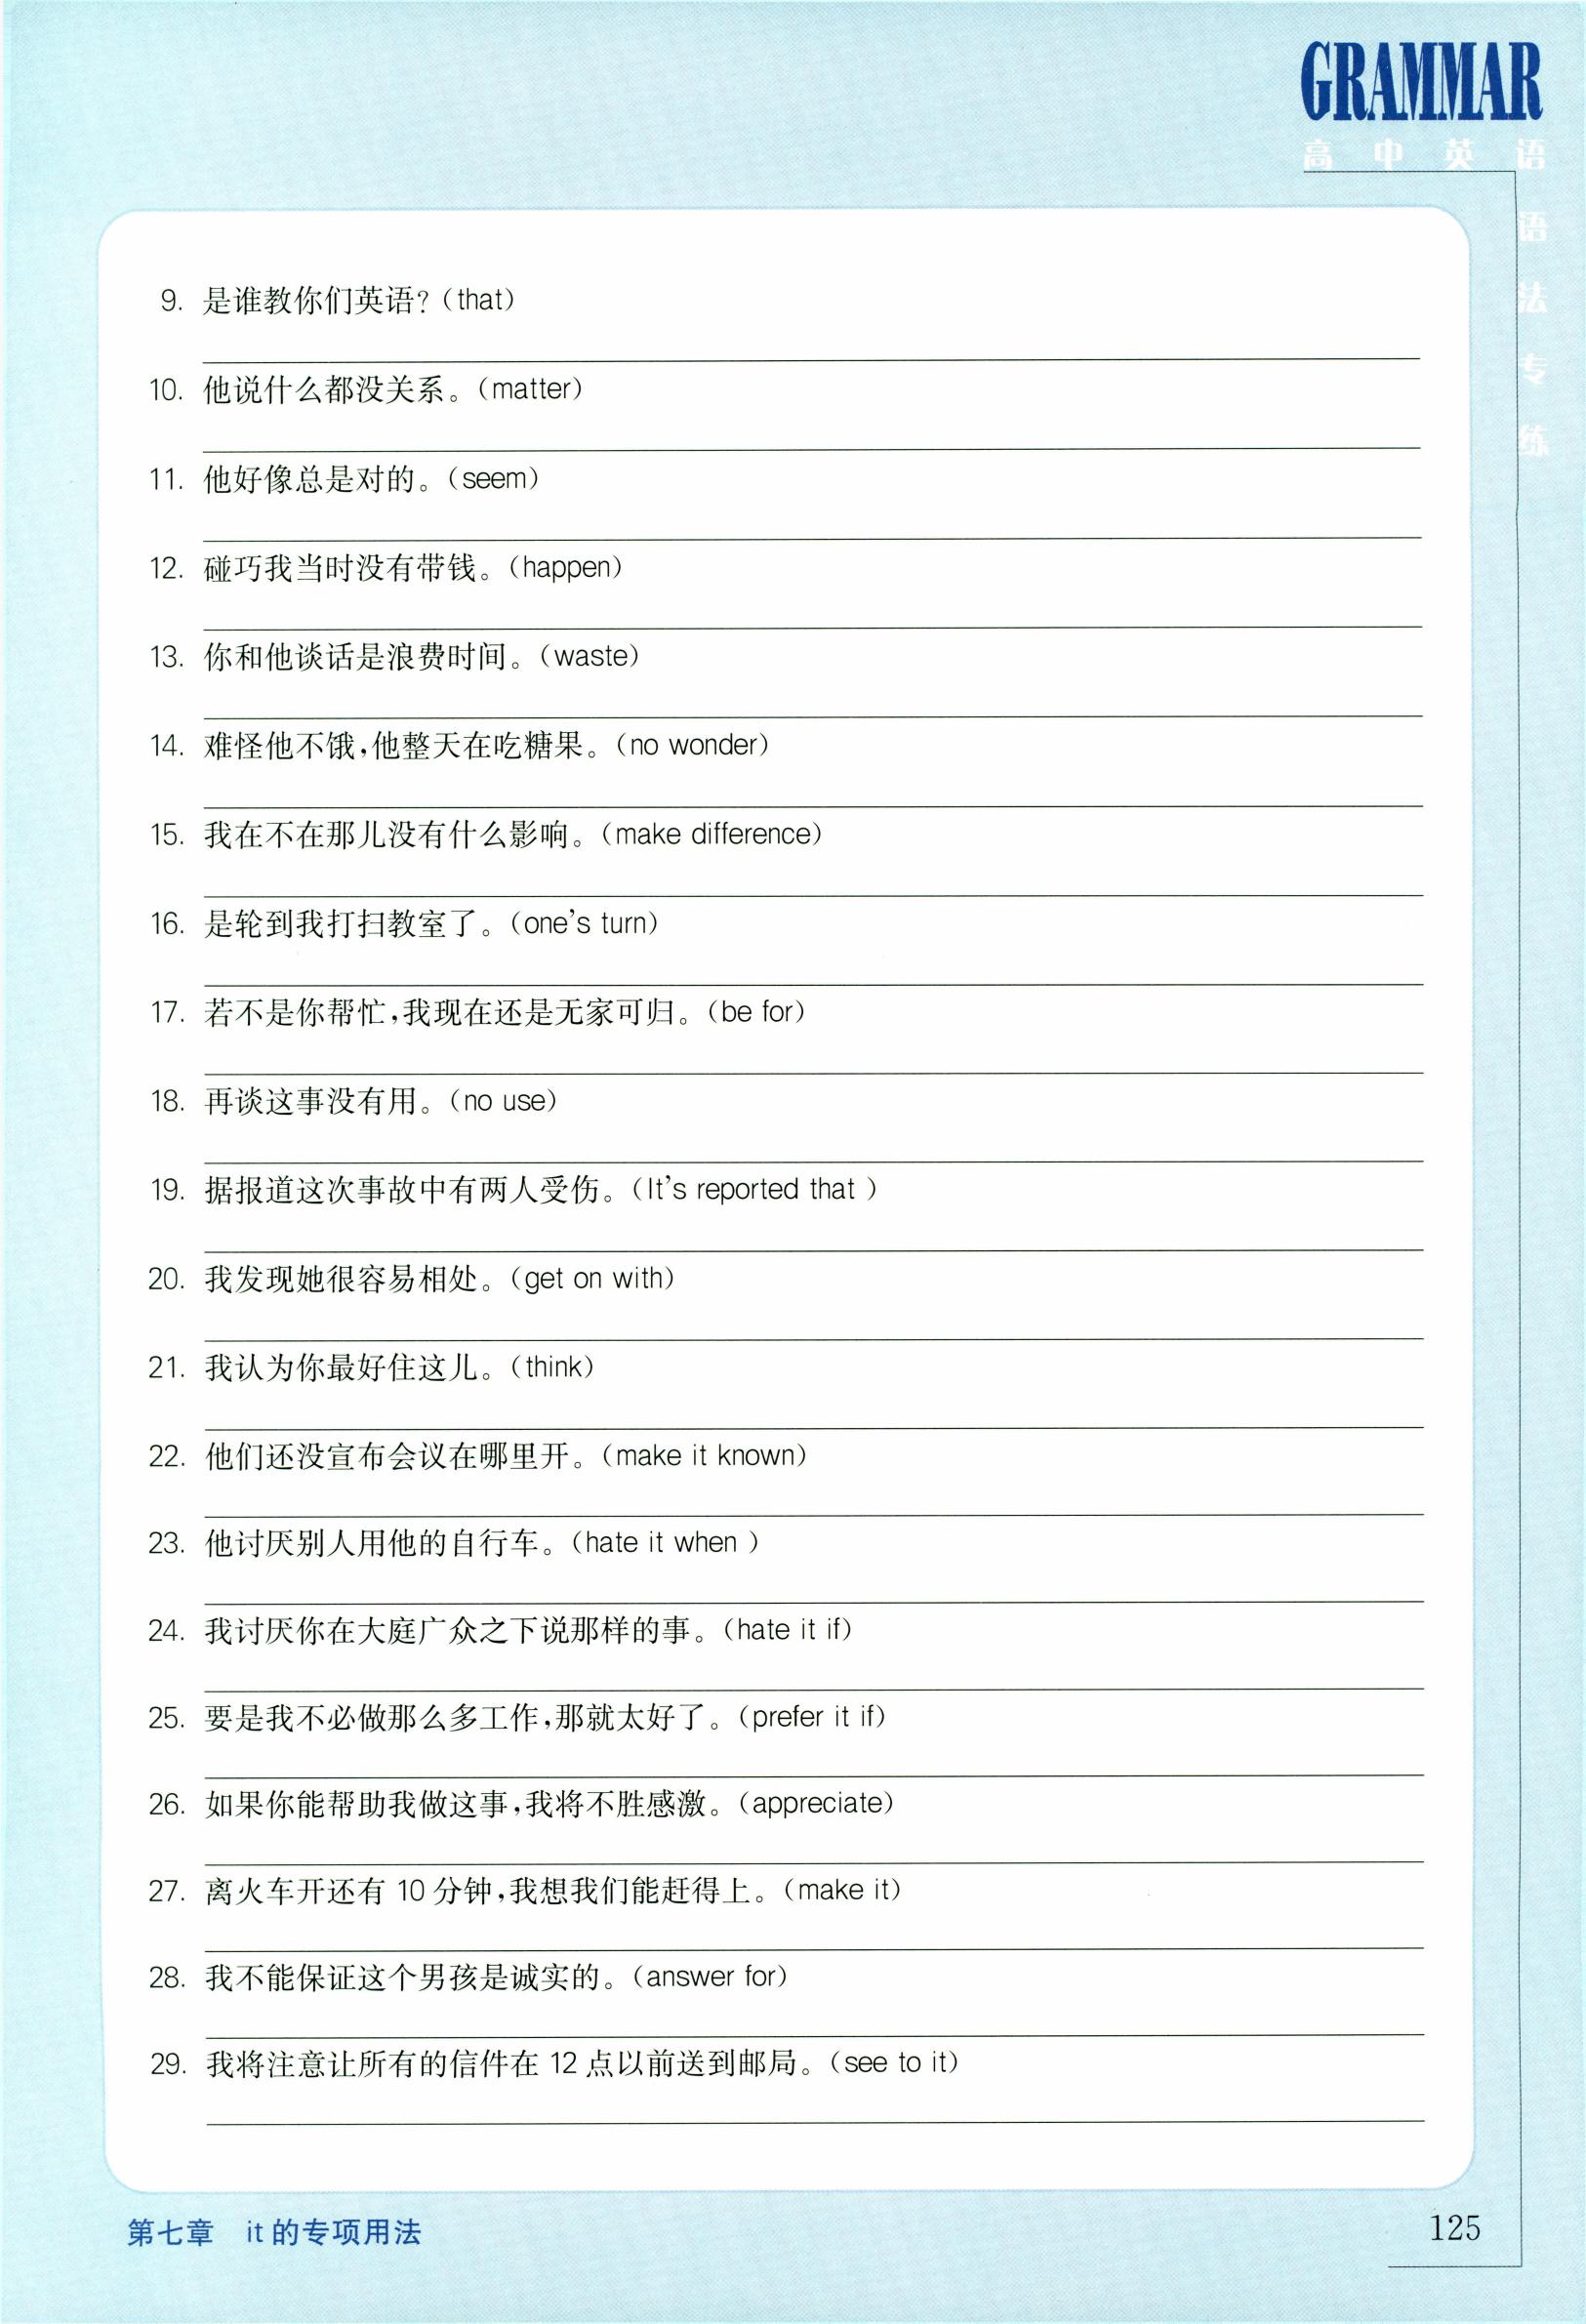 GRAMMAR
高中英语
语法专练
9. 是谁教你们英语?(that)
10. 他说什么都没关系。(matter)
11. 他好像总是对的。(seem)
12. 碰巧我当时没有带钱。(happen)
13. 你和他谈话是浪费时间。(waste)
14. 难怪他不饿,他整天在吃糖果。(no wonder)
15. 我在不在那儿没有什么影响。(make difference)
16. 是轮到我打扫教室了。(one's turn)
17. 若不是你帮忙,我现在还是无家可归。(be for)
18. 再谈这事没有用。(no use)
19. 据报道这次事故中有两人受伤。(It's reported that )
20. 我发现她很容易相处。(get on with)
21. 我认为你最好住这儿。(think)
22. 他们还没宣布会议在哪里开。(make it known)
23. 他讨厌别人用他的自行车。(hate it when )
24. 我讨厌你在大庭广众之下说那样的事。(hate it if)
25. 要是我不必做那么多工作,那就太好了。(prefer it if)
26. 如果你能帮助我做这事,我将不胜感激。(appreciate)
27. 离火车开还有 10 分钟,我想我们能赶得上。(make it)
28. 我不能保证这个男孩是诚实的。(answer for)
29. 我将注意让所有的信件在 12 点以前送到邮局。(see to it)
第七章 it 的专项用法
125